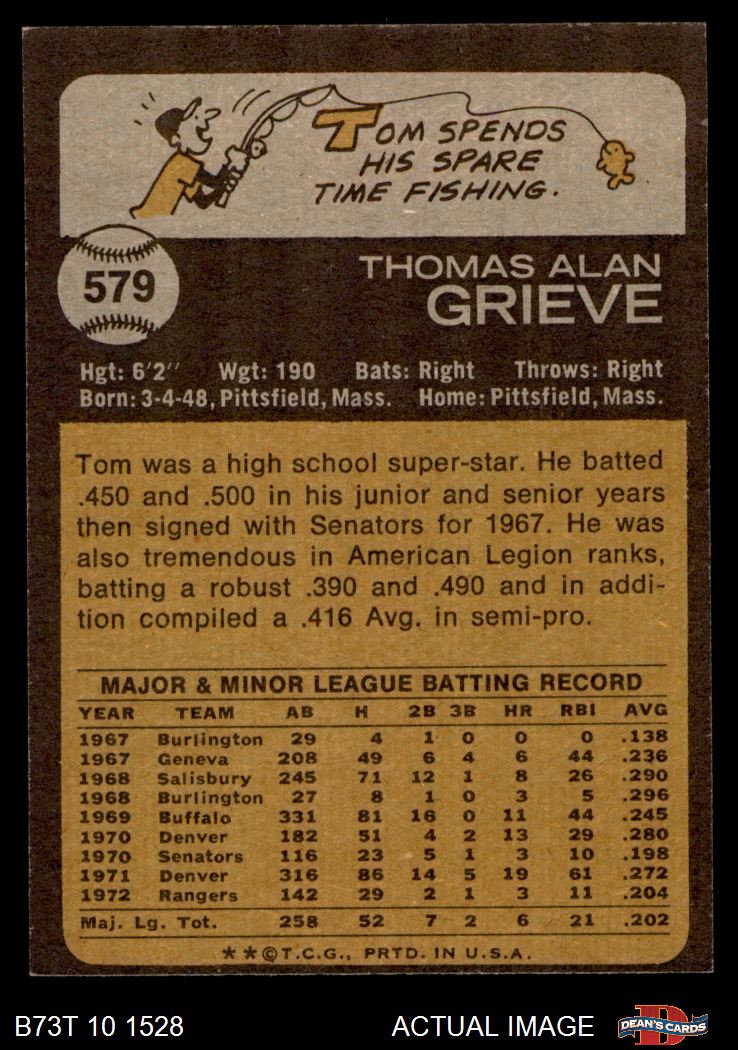 TOM SPENDS
HIS SPARE
TIME FISHING.
579
THOMAS ALAN
GRIEVE
Hgt: 6'2" Wgt: 190 Bats: Right Throws: Right
Born: 3-4-48, Pittsfield, Mass. Home: Pittsfield, Mass.
Tom was a high school super-star. He batted
.450 and .500 in his junior and senior years
then signed with Senators for 1967. He was
also tremendous in American Legion ranks,
batting a robust .390 and .490 and in addi-
tion compiled a .416 Avg. in semi-pro.
MAJOR & MINOR LEAGUE BATTING RECORD
YEAR TEAM AB H 2B 3B HR RBI AVG
1967 Burlington 29 4 1 0 0 0 .138
1967 Geneva 208 49 6 4 6 44 .236
1968 Salisbury 245 71 12 1 8 26 .290
1968 Burlington 27 8 1 0 3 5 .296
1969 Buffalo 331 81 16 0 11 44 .245
1970 Denver 182 51 4 2 13 29 .280
1970 Senators 116 23 5 1 3 10 .198
1971 Denver 316 86 14 5 19 61 .272
1972 Rangers 142 29 2 1 3 11 .204
Maj. Lg. Tot. 258 52 7 2 6 21 .202
* * © T.C.G., PRTD. IN U.S.A.
B73T 10 1528 ACTUAL IMAGE D DEAN'S CARDS